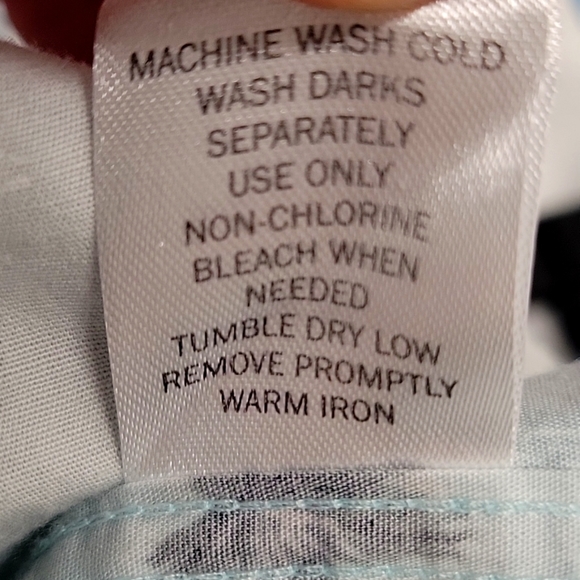 MACHINE WASH COLD
WASH DARKS
SEPARATELY
USE ONLY
NON-CHLORINE
BLEACH WHEN
NEEDED
TUMBLE DRY LOW
REMOVE PROMPTLY
WARM IRON